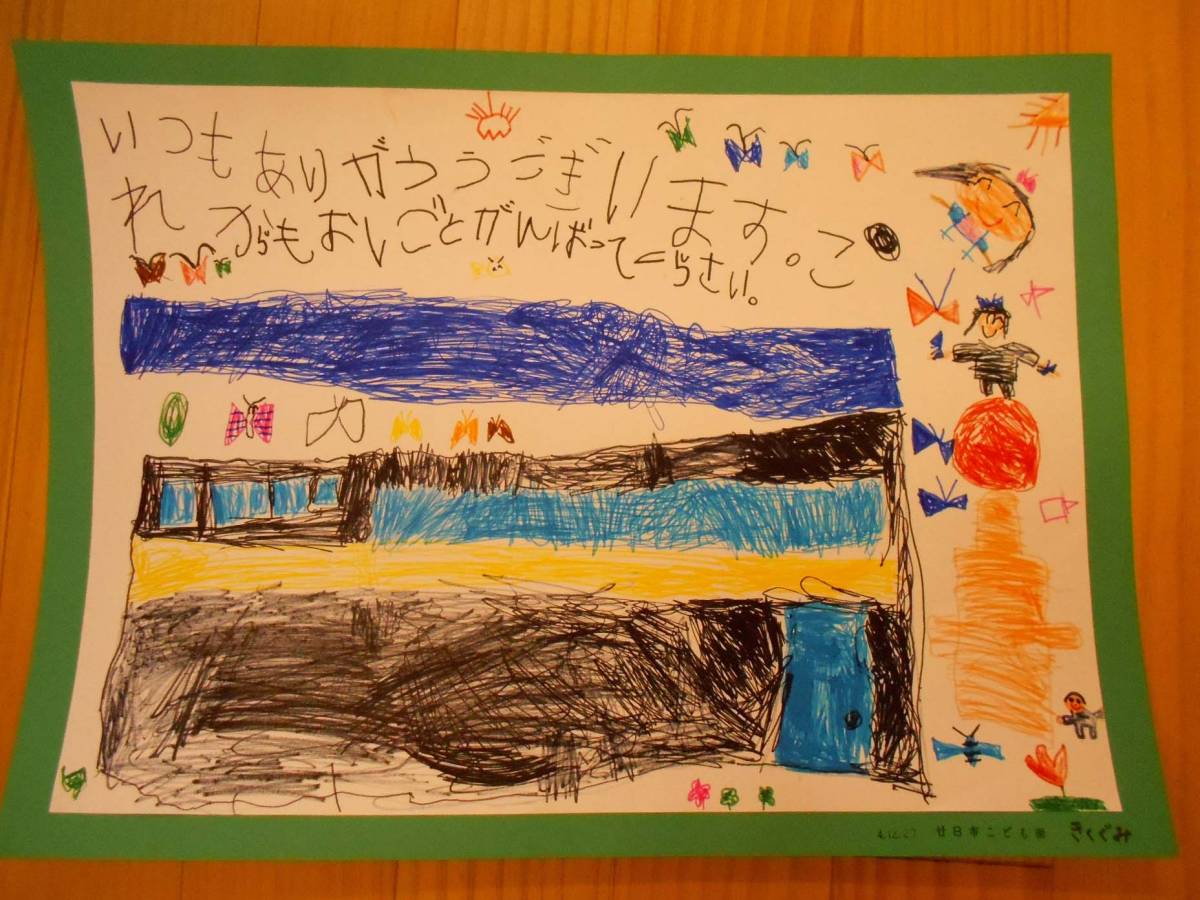 いつも ありがとうございます。こ
れからもおしごとがんばってください。
廿日市こども園 きくぐみ